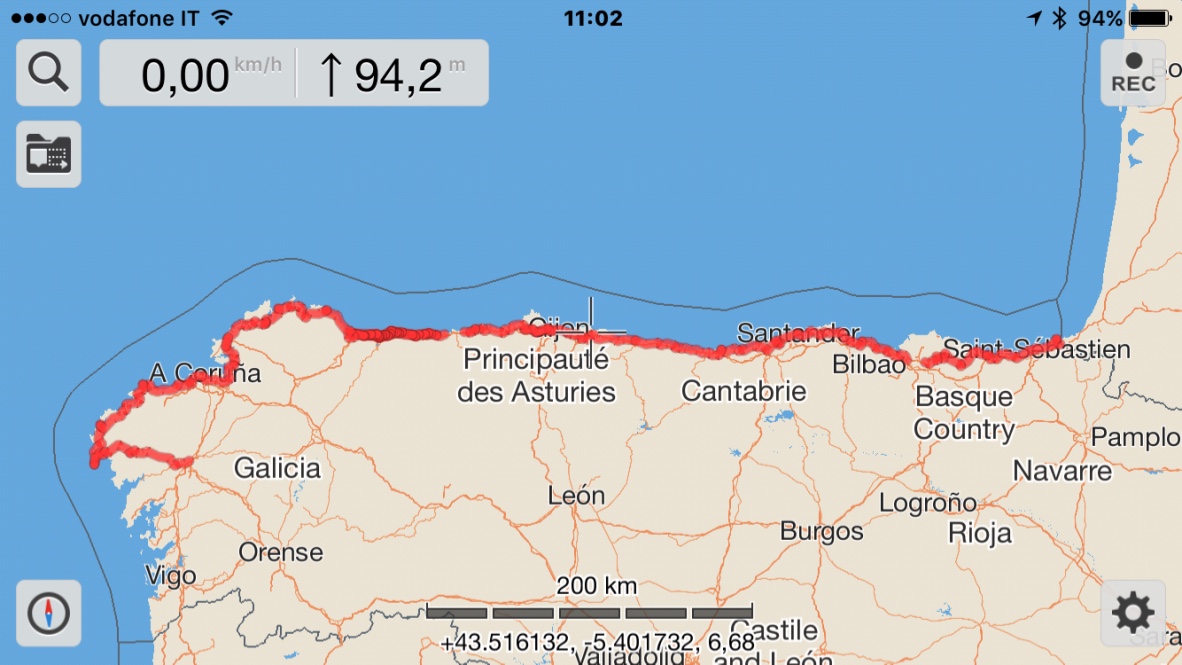 vodafone IT 11:02 94%
0,00 km/h ↑ 94,2 m
REC
Gijon
Santander
Saint-Sébastien
Principauté
des Asturies
Bilbao
A Coruña
Cantabrie
Basque
Country
Pamplo
Galicia
Navarre
León
Logroño
Burgos
Rioja
Orense
Vigo
200 km
+43.516132, -5.401732, 6,68
Castile
and León
Valladolid